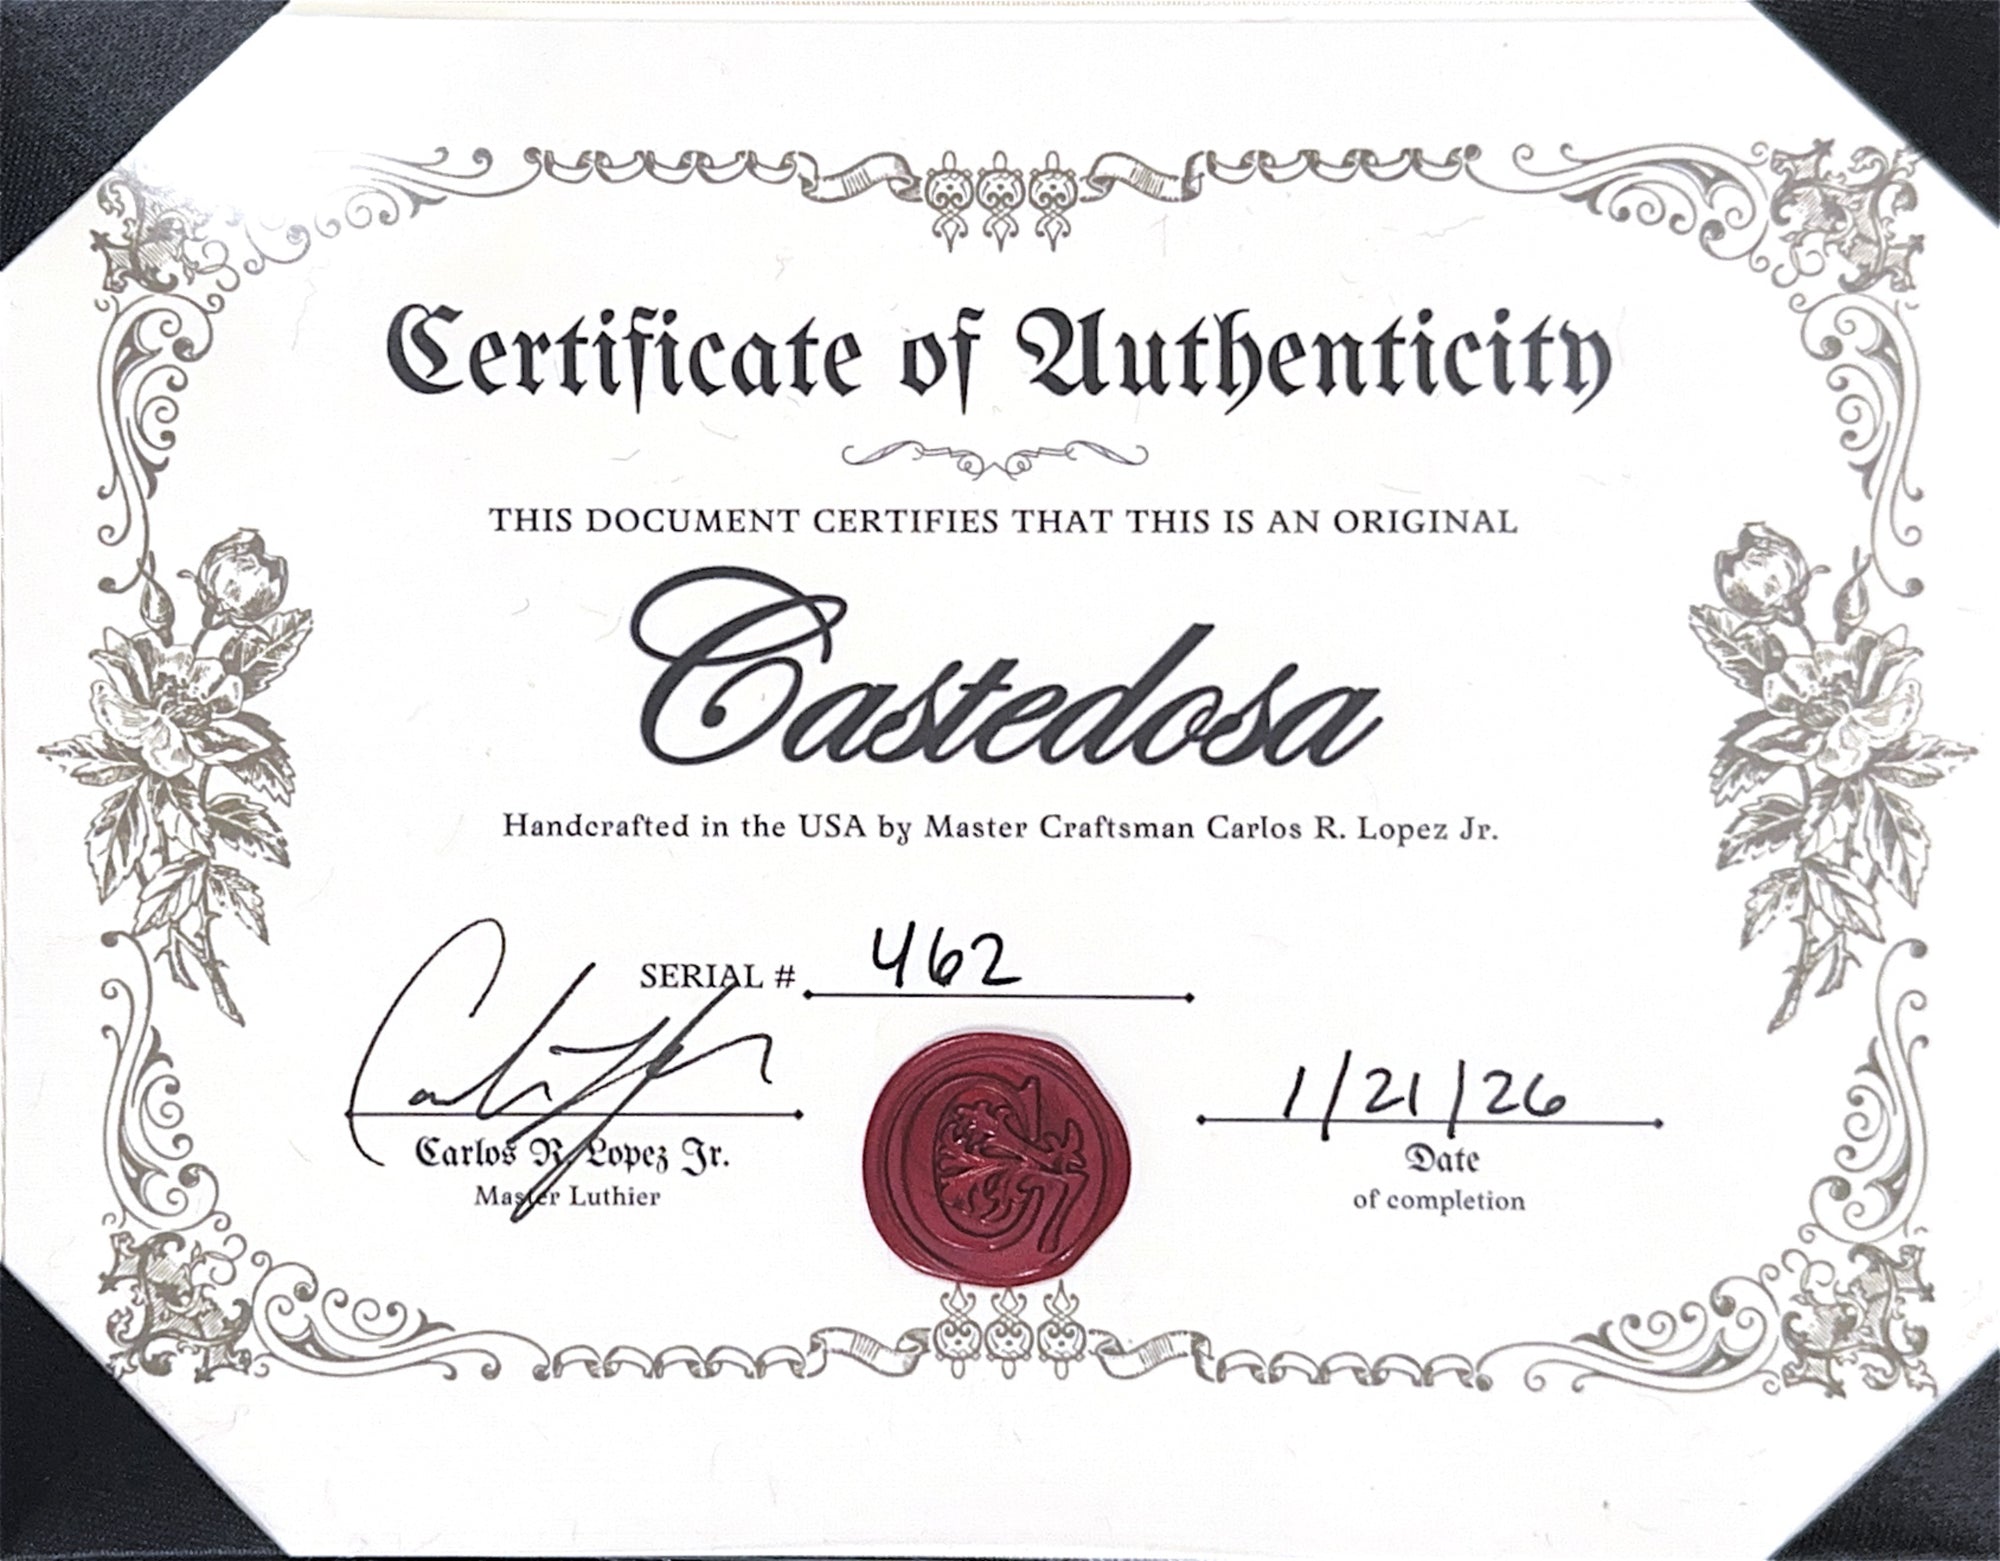 Certificate of Authenticity
THIS DOCUMENT CERTIFIES THAT THIS IS AN ORIGINAL
Castedosa
Handcrafted in the USA by Master Craftsman Carlos R. Lopez Jr.
SERIAL # 462
1/21/26
Carlos R. Lopez Jr.
Master Luthier
Date
of completion